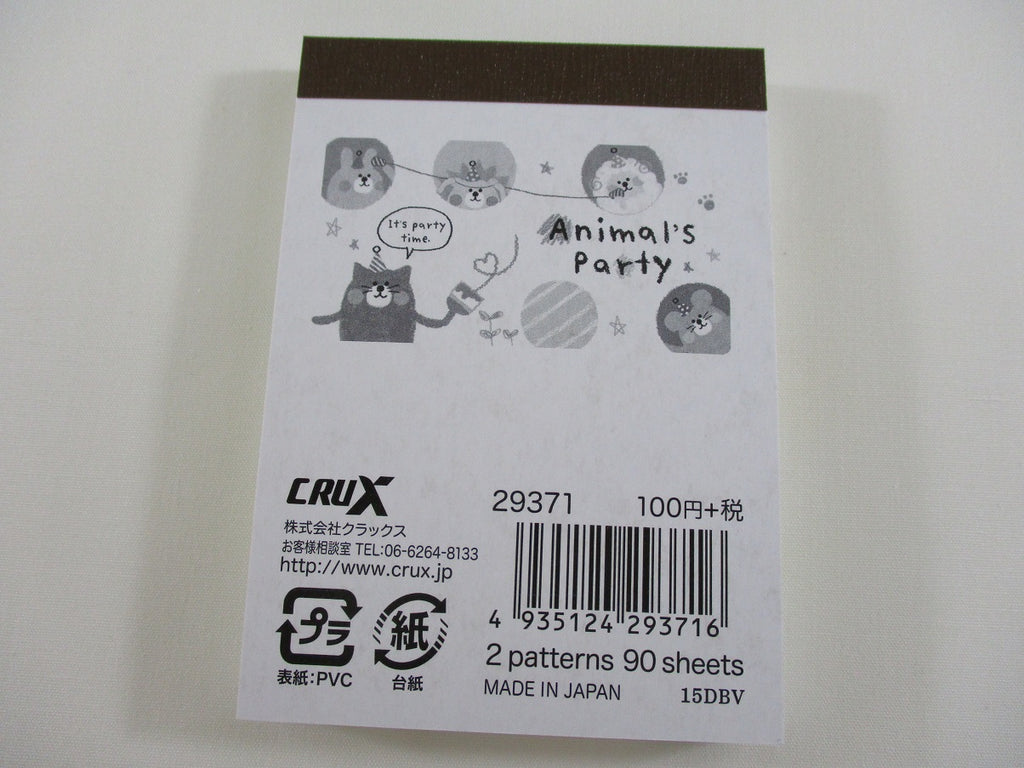 It's party
time.
Animal's
Party
CRUX
株式会社クラックス
お客様相談室 TEL:06-6264-8133
http://www.crux.jp
プラ
表紙:PVC
紙
台紙
29371 100円+税
4 935124 293716
2 patterns 90 sheets
MADE IN JAPAN 15DBV